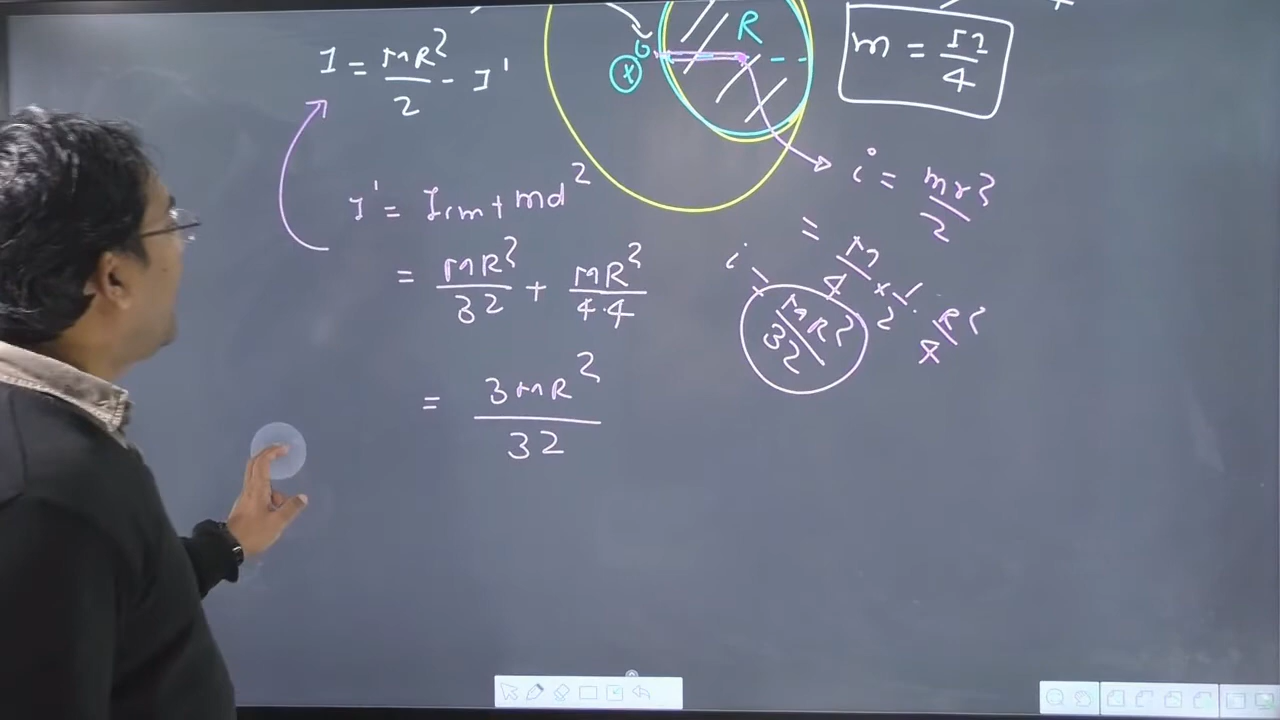 I = MR²/2 - I'
R
m = M/4
O
x
I' = Icm + md²
= MR²/32 + MR²/4.4
= 3MR²/32
i = mr²/2
= M/4 × 1/2 . R²/4
i
MR²/32